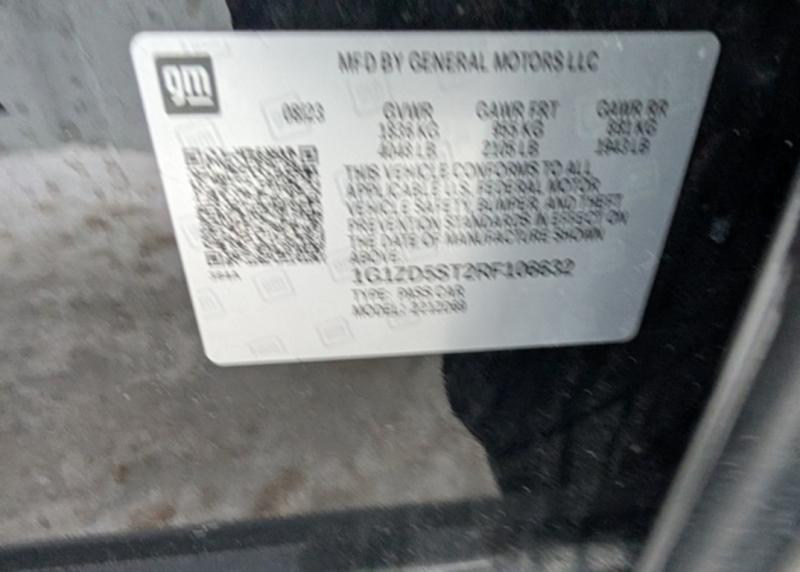 gm
MFD BY GENERAL MOTORS LLC
08/23 GVWR GAWR FRT GAWR RR
1836 KG 955 KG 881 KG
4048 LB 2105 LB 1943 LB
THIS VEHICLE CONFORMS TO ALL
APPLICABLE U.S. FEDERAL MOTOR
VEHICLE SAFETY, BUMPER, AND THEFT
PREVENTION STANDARDS IN EFFECT ON
THE DATE OF MANUFACTURE SHOWN
ABOVE.
1G1ZD5ST2RF106632
TYPE: PASS CAR
MODEL: